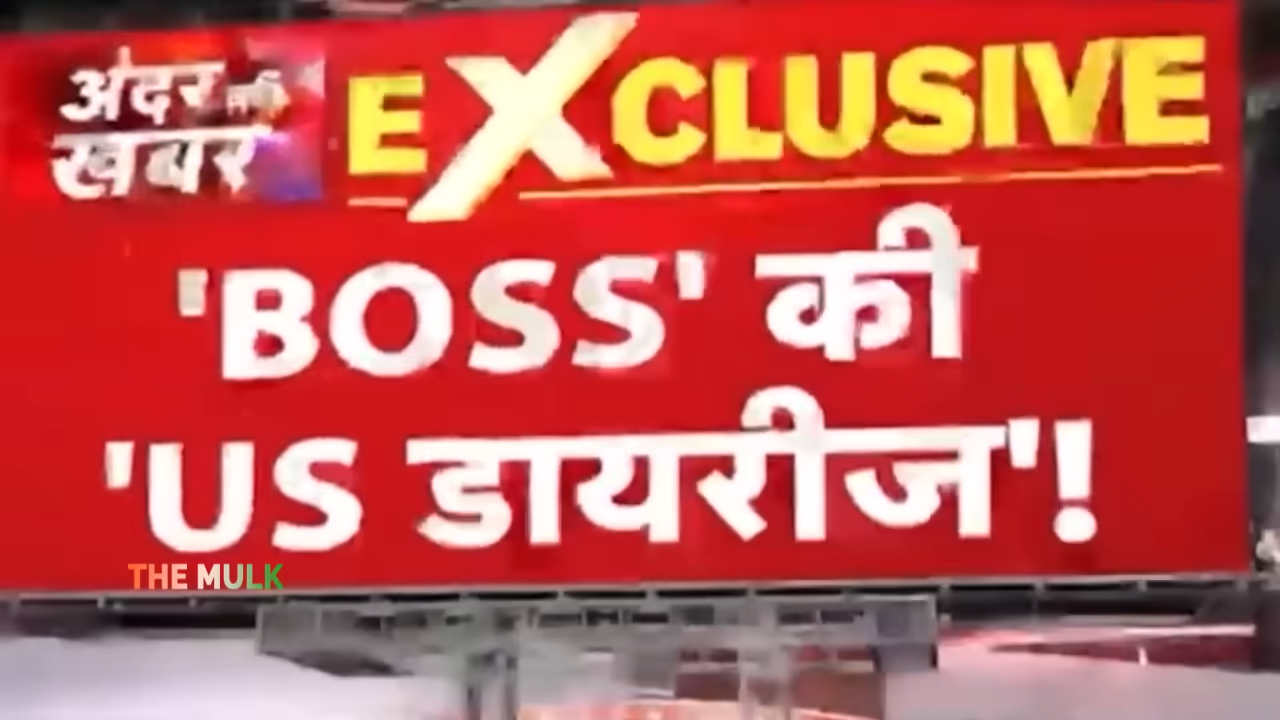 अंदर की
खबर
EXCLUSIVE
'BOSS' की
'US डायरीज'!
THE MULK